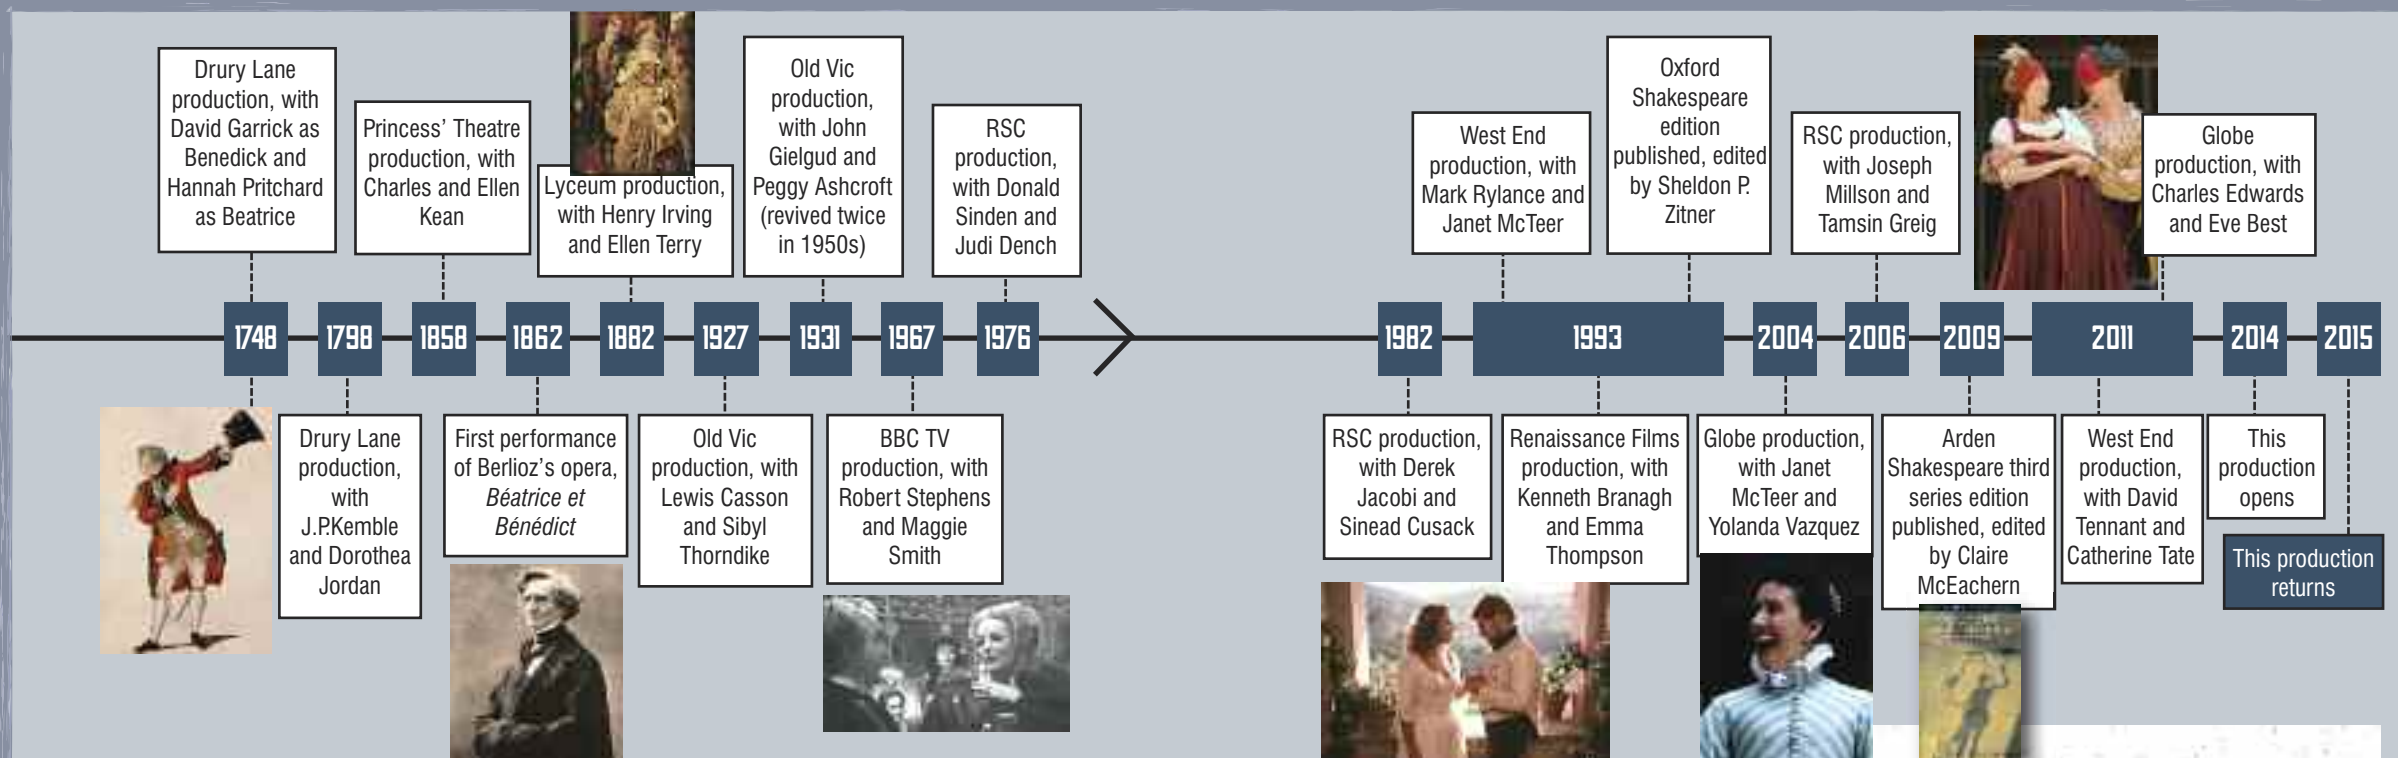 Drury Lane
production, with
David Garrick as
Benedick and
Hannah Pritchard
as Beatrice
Princess’ Theatre
production, with
Charles and Ellen
Kean
Lyceum production,
with Henry Irving
and Ellen Terry
Old Vic
production,
with John
Gielgud and
Peggy Ashcroft
(revived twice
in 1950s)
RSC
production,
with Donald
Sinden and
Judi Dench
West End
production, with
Mark Rylance and
Janet McTeer
Oxford
Shakespeare
edition
published, edited
by Sheldon P.
Zitner
RSC production,
with Joseph
Millson and
Tamsin Greig
Globe
production, with
Charles Edwards
and Eve Best
1748
1798
1858
1862
1882
1927
1931
1967
1976
1982
1993
2004
2006
2009
2011
2014
2015
Drury Lane
production,
with
J.P.Kemble
and Dorothea
Jordan
First performance
of Berlioz’s opera,
Béatrice et
Bénédict
Old Vic
production, with
Lewis Casson
and Sibyl
Thorndike
BBC TV
production, with
Robert Stephens
and Maggie
Smith
RSC production,
with Derek
Jacobi and
Sinead Cusack
Renaissance Films
production, with
Kenneth Branagh
and Emma
Thompson
Globe production,
with Janet
McTeer and
Yolanda Vazquez
Arden
Shakespeare third
series edition
published, edited
by Claire
McEachern
West End
production,
with David
Tennant and
Catherine Tate
This
production
opens
This production
returns